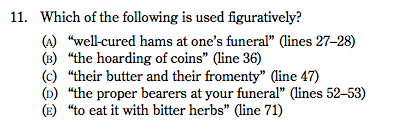 11. Which of the following is used figuratively?
(A) “well-cured hams at one’s funeral” (lines 27–28)
(B) “the hoarding of coins” (line 36)
(C) “their butter and their fromenty” (line 47)
(D) “the proper bearers at your funeral” (lines 52–53)
(E) “to eat it with bitter herbs” (line 71)